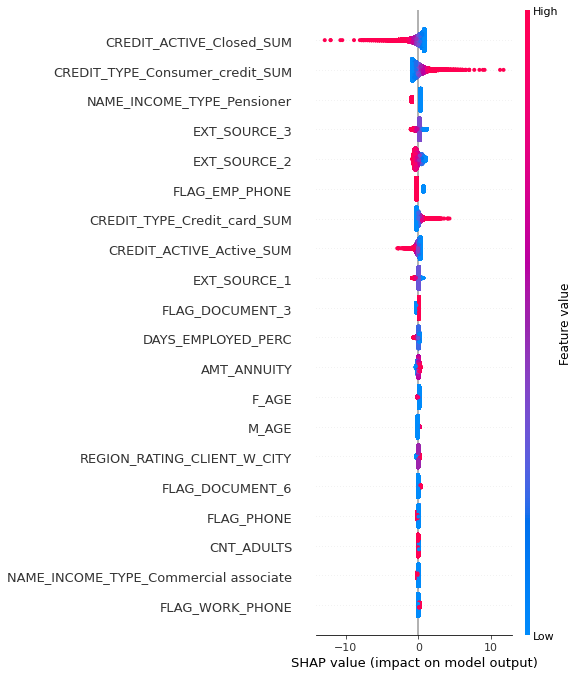 High
CREDIT_ACTIVE_Closed_SUM
CREDIT_TYPE_Consumer_credit_SUM
NAME_INCOME_TYPE_Pensioner
EXT_SOURCE_3
EXT_SOURCE_2
FLAG_EMP_PHONE
CREDIT_TYPE_Credit_card_SUM
CREDIT_ACTIVE_Active_SUM
EXT_SOURCE_1
FLAG_DOCUMENT_3
DAYS_EMPLOYED_PERC
AMT_ANNUITY
F_AGE
M_AGE
REGION_RATING_CLIENT_W_CITY
FLAG_DOCUMENT_6
FLAG_PHONE
CNT_ADULTS
NAME_INCOME_TYPE_Commercial associate
FLAG_WORK_PHONE
Feature value
Low
−10 0 10
SHAP value (impact on model output)